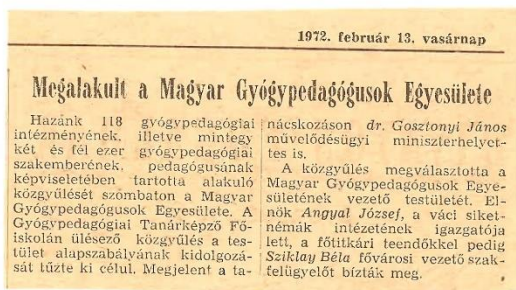 1972. február 13. vasárnap
Megalakult a Magyar Gyógypedagógusok Egyesülete
Hazánk 118 gyógypedagógiai
intézményének, illetve mintegy
két és fél ezer gyógypedagógiai
szakemberének, pedagógusának
képviseletében tartotta alakuló
közgyűlését szombaton a Magyar
Gyógypedagógusok Egyesülete. A
Gyógypedagógiai Tanárképző Fő-
iskolán ülésező közgyűlés a tes-
tület alapszabályának kidolgozá-
sát tűzte ki célul. Megjelent a ta-
nácskozáson dr. Gosztonyi János
művelődésügyi miniszterhelyet-
tes is.
A közgyűlés megválasztotta a
Magyar Gyógypedagógusok Egye-
sületének vezető testületét. El-
nök Angyal József, a váci siket-
némák intézetének igazgatója
lett, a főtitkári teendőkkel pedig
Sziklay Béla fővárosi vezető szak-
felügyelőt bízták meg.